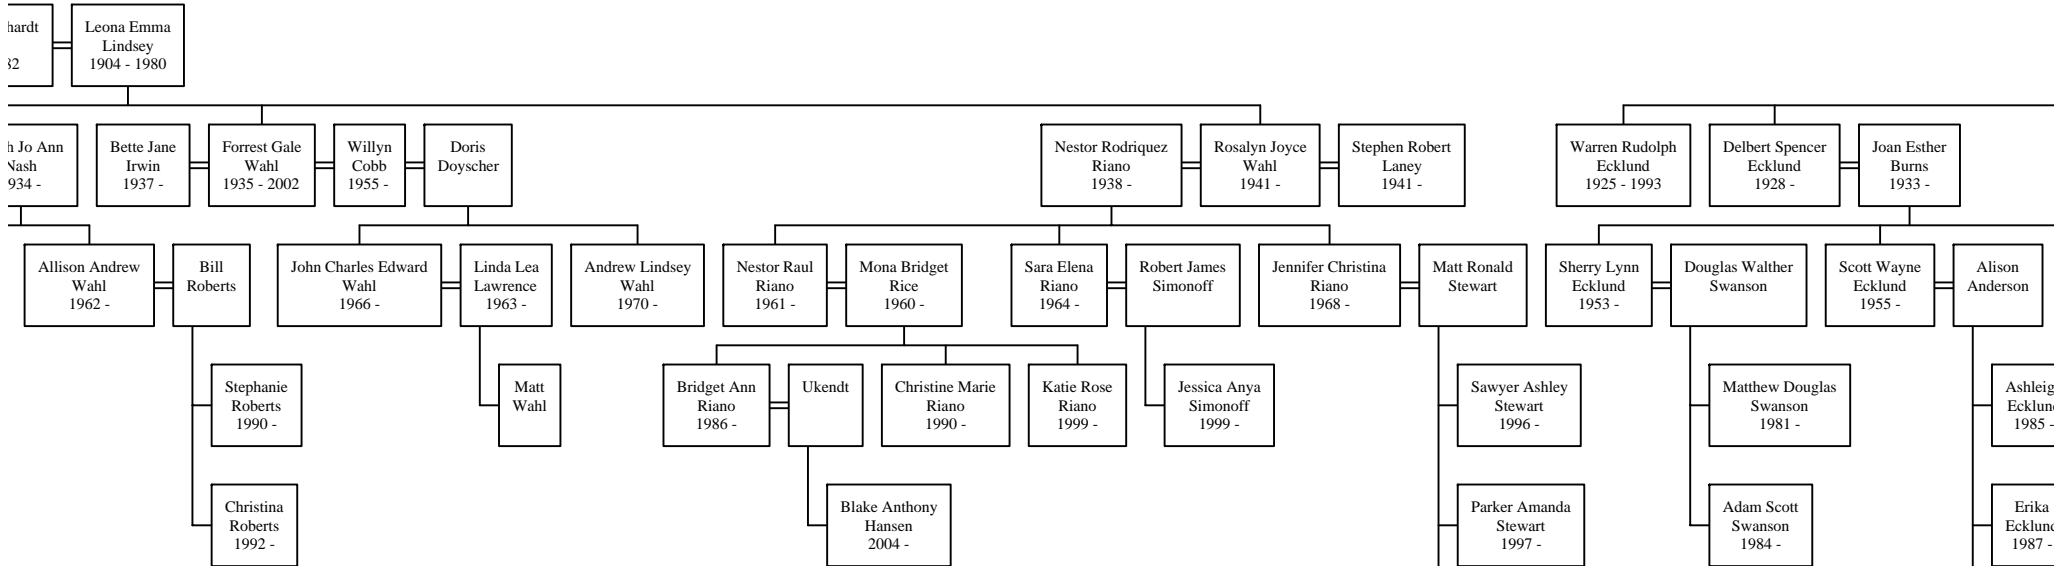 Leona Emma
Lindsey
1904 - 1980
Jo Ann
Bette Jane
Irwin
1937 -
Forrest Gale
Wahl
1935 - 2002
Willyn
Cobb
1955 -
Doris
Doyscher
Nestor Rodriquez
Riano
1938 -
Rosalyn Joyce
Wahl
1941 -
Stephen Robert
Laney
1941 -
Warren Rudolph
Ecklund
1925 - 1993
Delbert Spencer
Ecklund
1928 -
Joan Esther
Burns
1933 -
Allison Andrew
Wahl
1962 -
Bill
Roberts
John Charles Edward
Wahl
1966 -
Linda Lea
Lawrence
1963 -
Andrew Lindsey
Wahl
1970 -
Nestor Raul
Riano
1961 -
Mona Bridget
Rice
1960 -
Sara Elena
Riano
1964 -
Robert James
Simonoff
Jennifer Christina
Riano
1968 -
Matt Ronald
Stewart
Sherry Lynn
Ecklund
1953 -
Douglas Walther
Swanson
Scott Wayne
Ecklund
1955 -
Alison
Anderson
Stephanie
Roberts
1990 -
Matt
Wahl
Bridget Ann
Riano
1986 -
Ukendt
Christine Marie
Riano
1990 -
Katie Rose
Riano
1999 -
Jessica Anya
Simonoff
1999 -
Sawyer Ashley
Stewart
1996 -
Matthew Douglas
Swanson
1981 -
1985 -
Christina
Roberts
1992 -
Blake Anthony
Hansen
2004 -
Parker Amanda
Stewart
1997 -
Adam Scott
Swanson
1984 -
Erika
1987 -